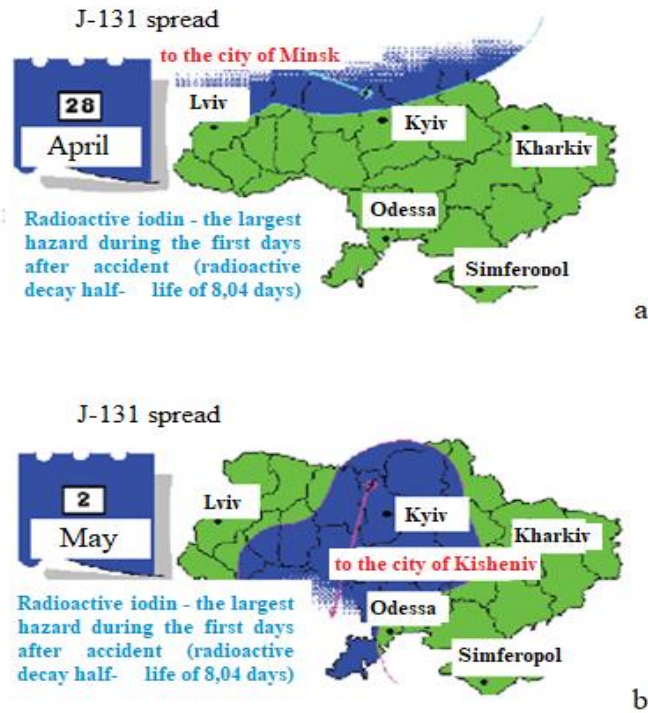 J-131 spread
to the city of Minsk
28
April
Lviv
Kyiv
Kharkiv
Odessa
Simferopol
Radioactive iodin - the largest
hazard during the first days
after accident (radioactive
decay half- life of 8,04 days)
a
J-131 spread
2
May
Lviv
Kyiv
Kharkiv
to the city of Kisheniv
Odessa
Simferopol
Radioactive iodin - the largest
hazard during the first days
after accident (radioactive
decay half- life of 8,04 days)
b